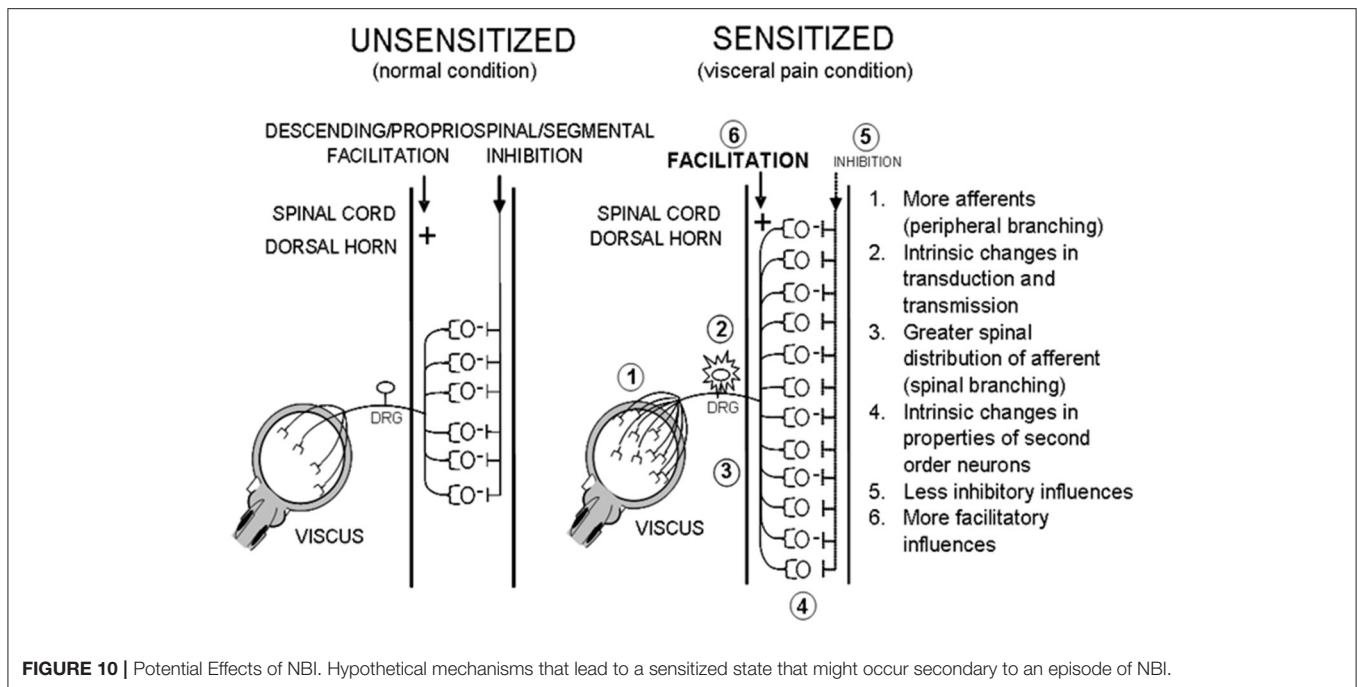 UNSENSITIZED
(normal condition)
DESCENDING/PROPRIOSPINAL/SEGMENTAL
FACILITATION INHIBITION
SPINAL CORD
DORSAL HORN
+
DRG
VISCUS
SENSITIZED
(visceral pain condition)
6
FACILITATION
5
INHIBITION
SPINAL CORD
DORSAL HORN
+
2
1
DRG
3
VISCUS
4
1. More afferents
(peripheral branching)
2. Intrinsic changes in
transduction and
transmission
3. Greater spinal
distribution of afferent
(spinal branching)
4. Intrinsic changes in
properties of second
order neurons
5. Less inhibitory influences
6. More facilitatory
influences
FIGURE 10 | Potential Effects of NBI. Hypothetical mechanisms that lead to a sensitized state that might occur secondary to an episode of NBI.